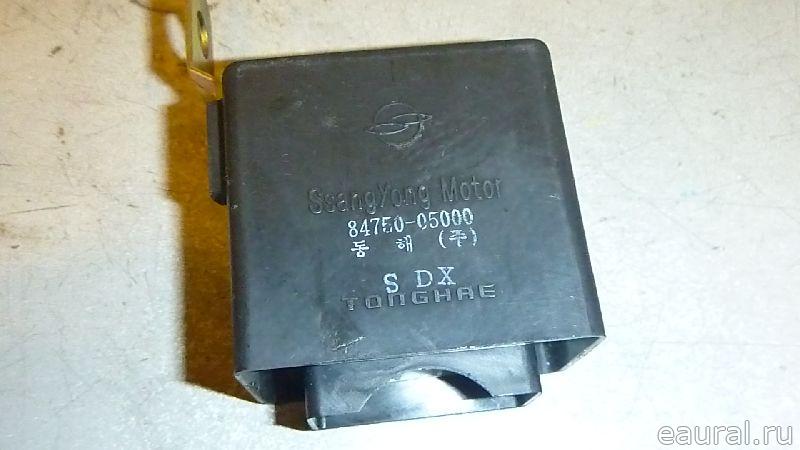 SsangYong Motor
84750-05000
동 해 (주)
S DX
TONGHAE
eaural.ru